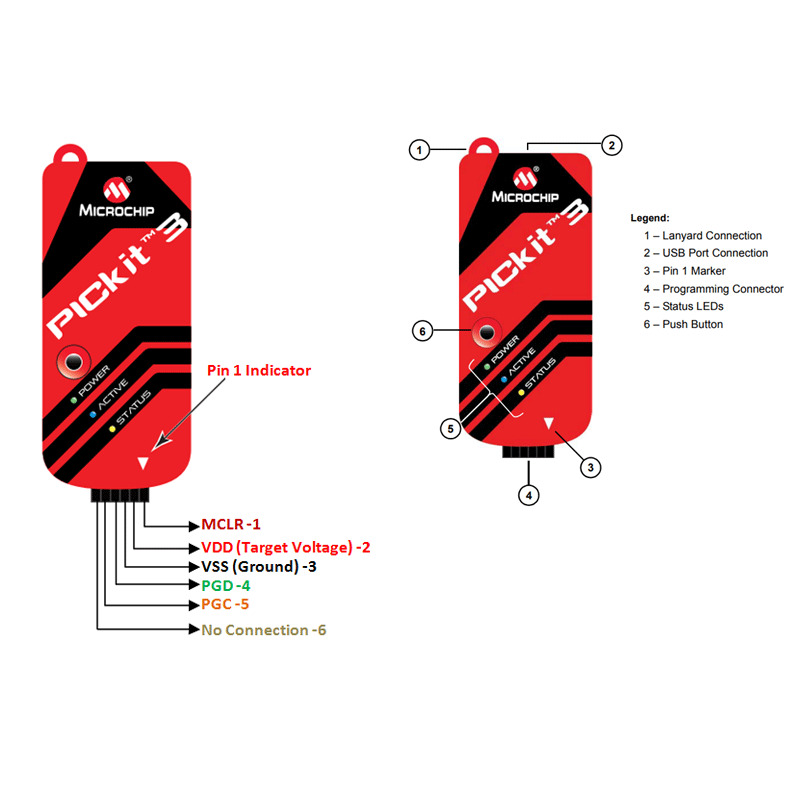 ®
MICROCHIP
PICkit™ 3
POWER
ACTIVE
STATUS
Pin 1 Indicator
MCLR -1
VDD (Target Voltage) -2
VSS (Ground) -3
PGD -4
PGC -5
No Connection -6
1
2
®
MICROCHIP
PICkit™ 3
6
POWER
ACTIVE
STATUS
5
3
4
Legend:
1 – Lanyard Connection
2 – USB Port Connection
3 – Pin 1 Marker
4 – Programming Connector
5 – Status LEDs
6 – Push Button